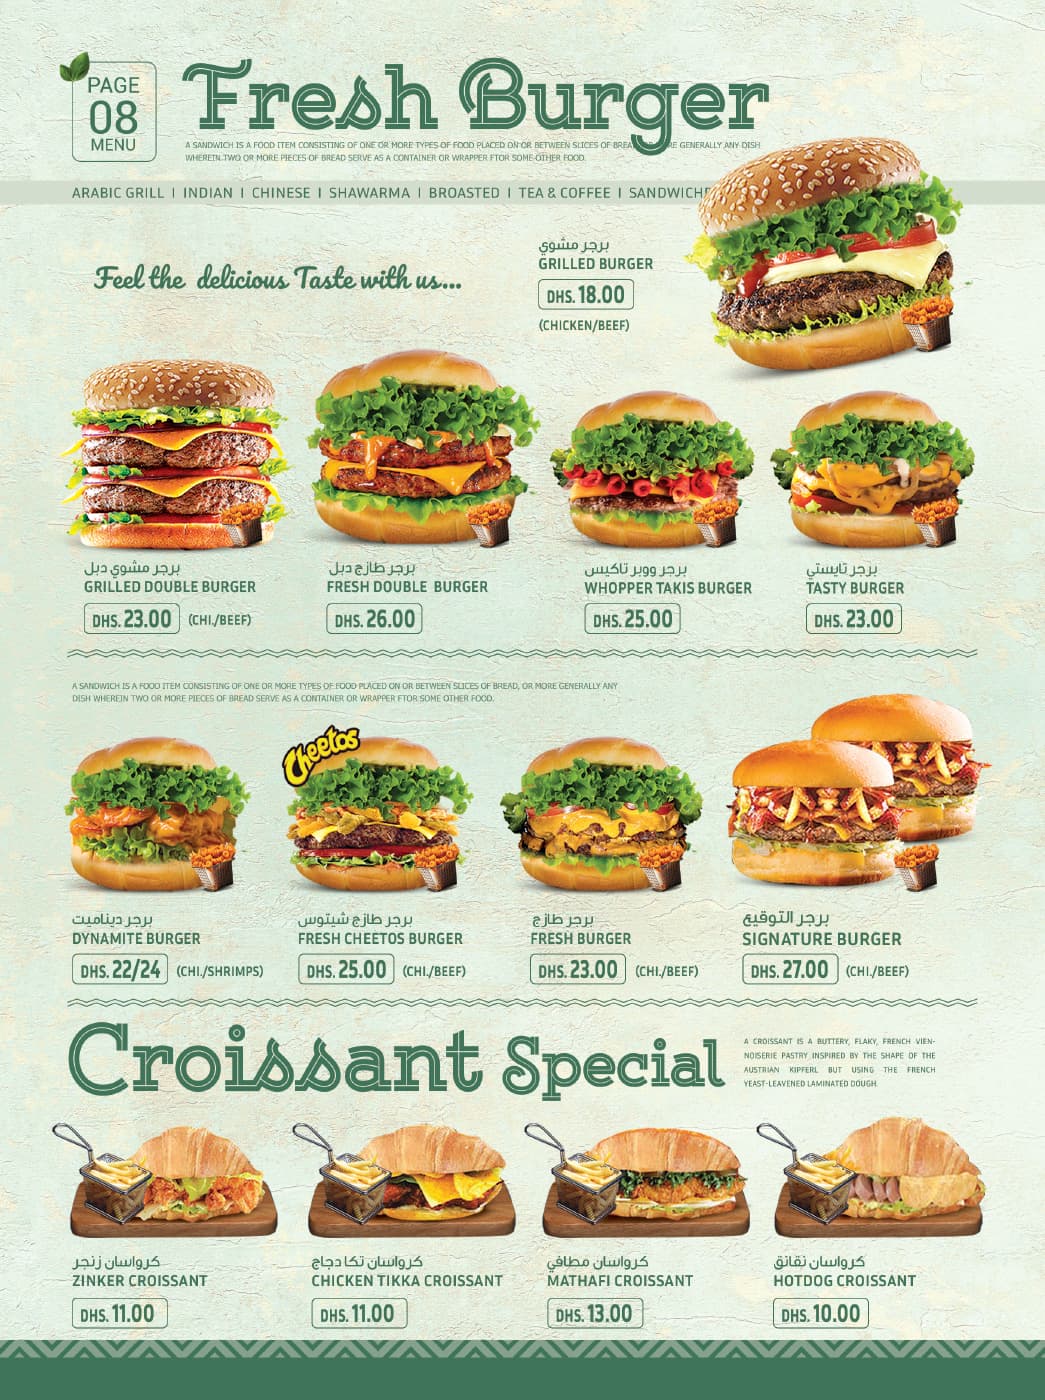 PAGE
08
MENU
Fresh Burger
A SANDWICH IS A FOOD ITEM CONSISTING OF ONE OR MORE TYPES OF FOOD PLACED ON OR BETWEEN SLICES OF GENERALLY ANY DISH
WHEREIN TWO OR MORE PIECES OF BREAD SERVE AS A CONTAINER OR WRAPPER FTOR SOME OTHER FOOD.
ARABIC GRILL I INDIAN I CHINESE I SHAWARMA I BROASTED I TEA & COFFEE I
Feel the delicious Taste with us...
برجر مشوي
GRILLED BURGER
DHS. 18.00
(CHICKEN/BEEF)
برجر مشوي دبل
GRILLED DOUBLE BURGER
DHS. 23.00 (CHI./BEEF)
برجر طازج دبل
FRESH DOUBLE BURGER
DHS. 26.00
برجر ووبر تاكيس
WHOPPER TAKIS BURGER
DHS. 25.00
برجر تايستي
TASTY BURGER
DHS. 23.00
A SANDWICH IS A FOOD ITEM CONSISTING OF ONE OR MORE TYPES OF FOOD PLACED ON OR BETWEEN SLICES OF BREAD, OR MORE GENERALLY ANY
DISH WHEREIN TWO OR MORE PIECES OF BREAD SERVE AS A CONTAINER OR WRAPPER FTOR SOME OTHER FOOD.
Cheetos
برجر ديناميت
DYNAMITE BURGER
DHS. 22/24 (CHI./SHRIMPS)
برجر طازج شيتوس
FRESH CHEETOS BURGER
DHS. 25.00 (CHI./BEEF)
برجر طازج
FRESH BURGER
DHS. 23.00 (CHI./BEEF)
برجر التوقيع
SIGNATURE BURGER
DHS. 27.00 (CHI./BEEF)
Croissant Special
A CROISSANT IS A BUTTERY, FLAKY, FRENCH VIEN-
NOISERIE PASTRY INSPIRED BY THE SHAPE OF THE
AUSTRIAN KIPFERL BUT USING THE FRENCH
YEAST-LEAVENED LAMINATED DOUGH.
كرواسان زنجر
ZINKER CROISSANT
DHS. 11.00
كرواسان تكا دجاج
CHICKEN TIKKA CROISSANT
DHS. 11.00
كرواسان مطافي
MATHAFI CROISSANT
DHS. 13.00
كرواسان نقانق
HOTDOG CROISSANT
DHS. 10.00